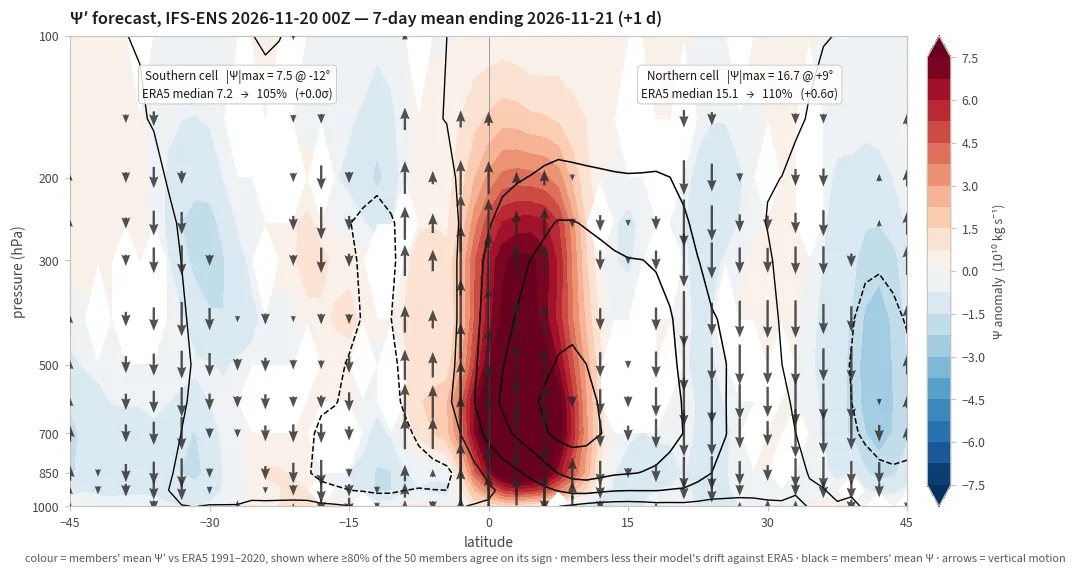 Ψ′ forecast, IFS-ENS 2026-11-20 00Z — 7-day mean ending 2026-11-21 (+1 d)
Southern cell |Ψ|max = 7.5 @ -12°
ERA5 median 7.2 → 105% (+0.0σ)
Northern cell |Ψ|max = 16.7 @ +9°
ERA5 median 15.1 → 110% (+0.6σ)
100
200
300
400
500
700
850
1000
pressure (hPa)
−45
−30
−15
0
15
30
45
latitude
7.5
6.0
4.5
3.0
1.5
0.0
−1.5
−3.0
−4.5
−6.0
−7.5
Ψ anomaly (10¹⁰ kg s⁻¹)
colour = members' mean Ψ′ vs ERA5 1991–2020, shown where ≥80% of the 50 members agree on its sign · members less their model's drift against ERA5 · black = members' mean Ψ · arrows = vertical motion